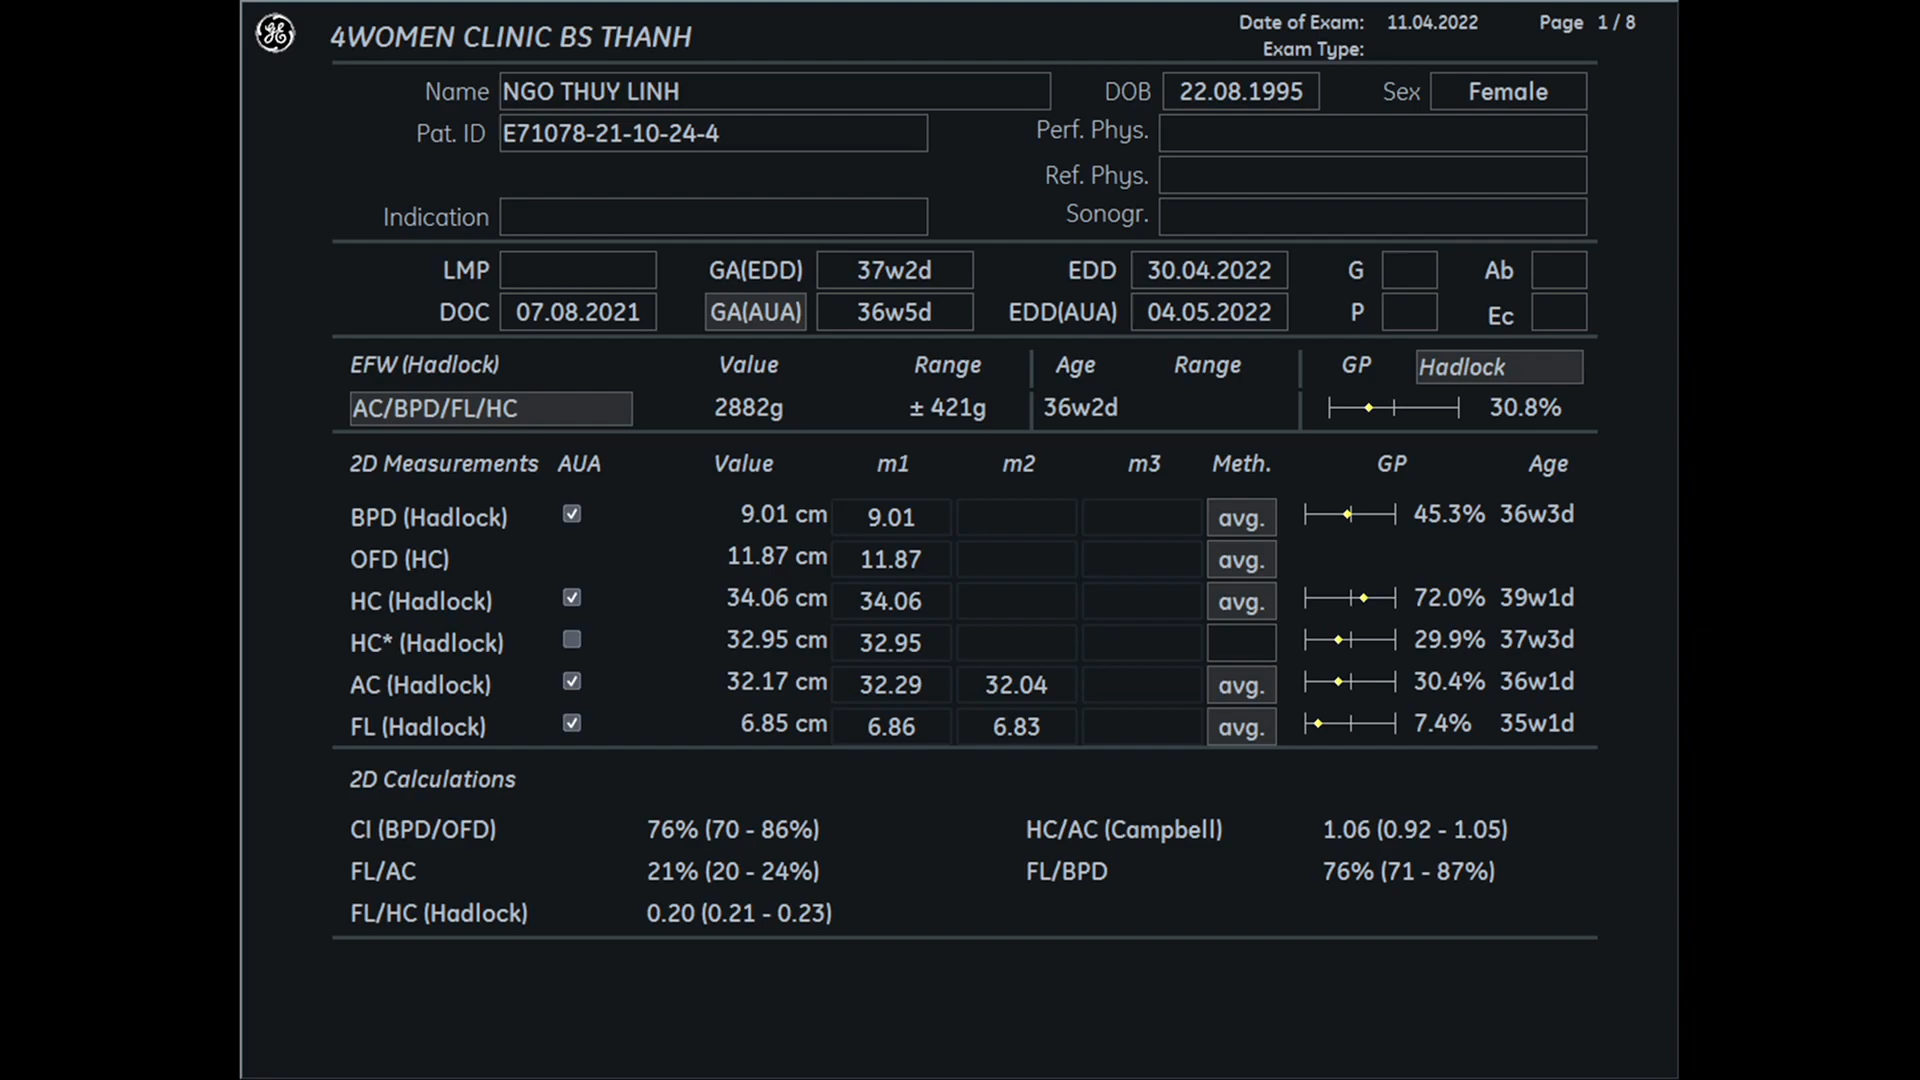 4WOMEN CLINIC BS THANH Date of Exam: 11.04.2022 Page 1 / 8
Exam Type:
Name NGO THUY LINH DOB 22.08.1995 Sex Female
Pat. ID E71078-21-10-24-4 Perf. Phys.
Ref. Phys.
Indication Sonogr.
LMP GA(EDD) 37w2d EDD 30.04.2022 G Ab
DOC 07.08.2021 GA(AUA) 36w5d EDD(AUA) 04.05.2022 P Ec
EFW (Hadlock) Value Range Age Range GP Hadlock
AC/BPD/FL/HC 2882g ± 421g 36w2d 30.8%
2D Measurements AUA Value m1 m2 m3 Meth. GP Age
BPD (Hadlock) 9.01 cm 9.01 avg. 45.3% 36w3d
OFD (HC) 11.87 cm 11.87 avg.
HC (Hadlock) 34.06 cm 34.06 avg. 72.0% 39w1d
HC* (Hadlock) 32.95 cm 32.95 29.9% 37w3d
AC (Hadlock) 32.17 cm 32.29 32.04 avg. 30.4% 36w1d
FL (Hadlock) 6.85 cm 6.86 6.83 avg. 7.4% 35w1d
2D Calculations
CI (BPD/OFD) 76% (70 - 86%) HC/AC (Campbell) 1.06 (0.92 - 1.05)
FL/AC 21% (20 - 24%) FL/BPD 76% (71 - 87%)
FL/HC (Hadlock) 0.20 (0.21 - 0.23)